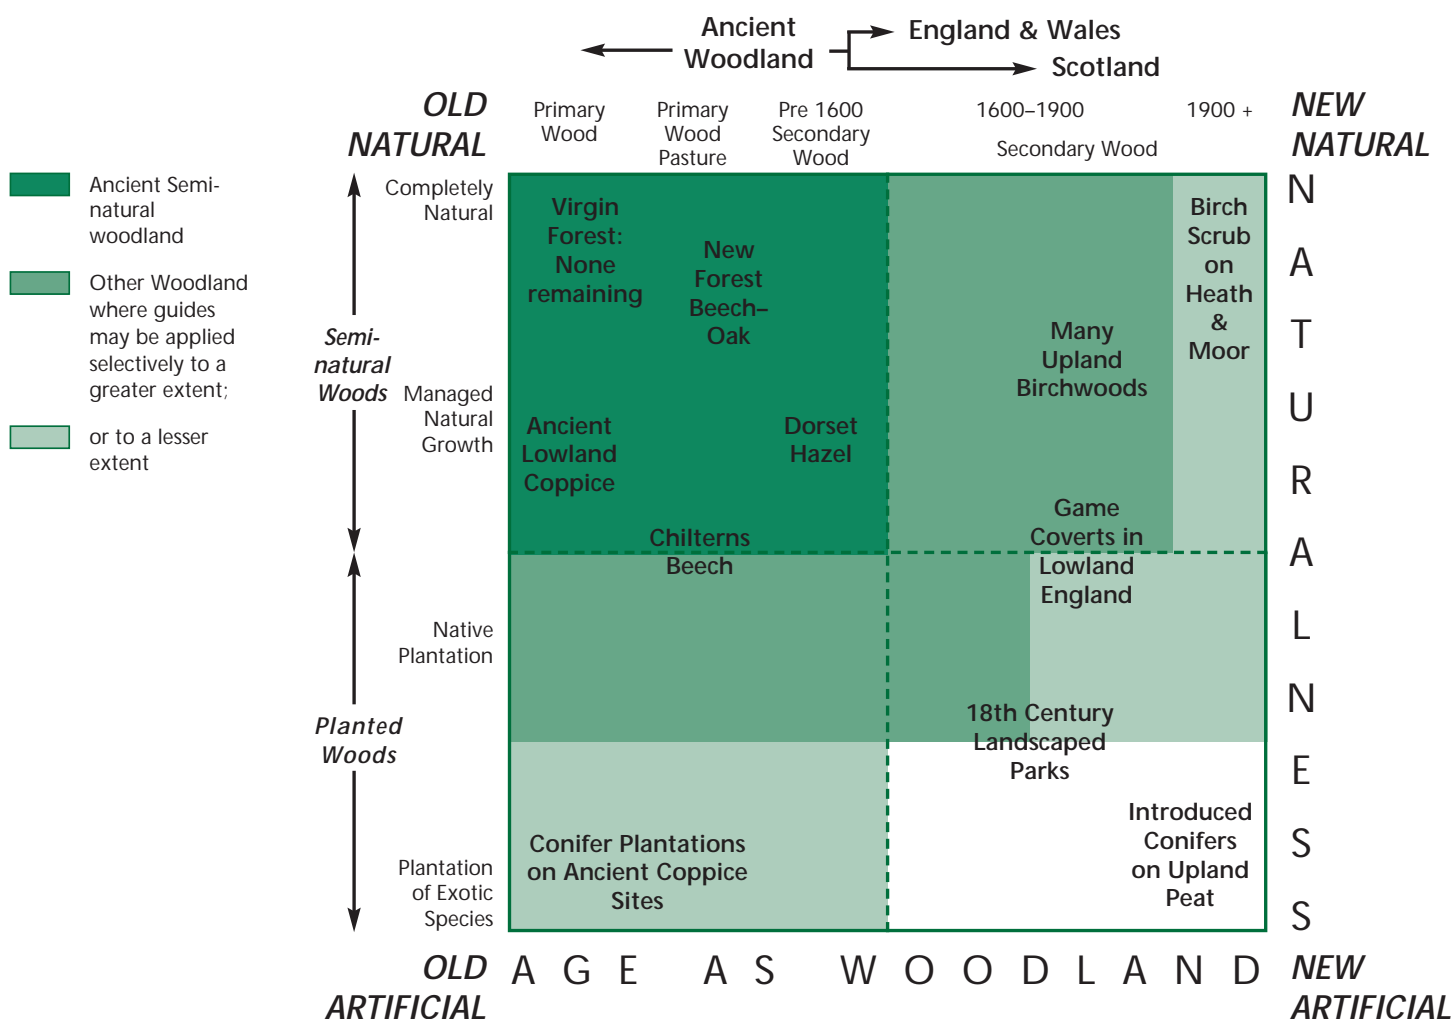 Ancient
Woodland
England & Wales
Scotland
OLD
NATURAL
Primary
Wood
Primary
Wood
Pasture
Pre 1600
Secondary
Wood
1600–1900
Secondary Wood
1900 +
NEW
NATURAL
Ancient Semi-
natural
woodland
Other Woodland
where guides
may be applied
selectively to a
greater extent;
or to a lesser
extent
Semi-
natural
Woods
Planted
Woods
Completely
Natural
Managed
Natural
Growth
Native
Plantation
Plantation
of Exotic
Species
Virgin
Forest:
None
remaining
New
Forest
Beech–
Oak
Ancient
Lowland
Coppice
Dorset
Hazel
Chilterns
Beech
Many
Upland
Birchwoods
Birch
Scrub
on
Heath
&
Moor
Game
Coverts in
Lowland
England
18th Century
Landscaped
Parks
Conifer Plantations
on Ancient Coppice
Sites
Introduced
Conifers
on Upland
Peat
N
A
T
U
R
A
L
N
E
S
S
OLD
ARTIFICIAL
AGE AS WOODLAND
NEW
ARTIFICIAL